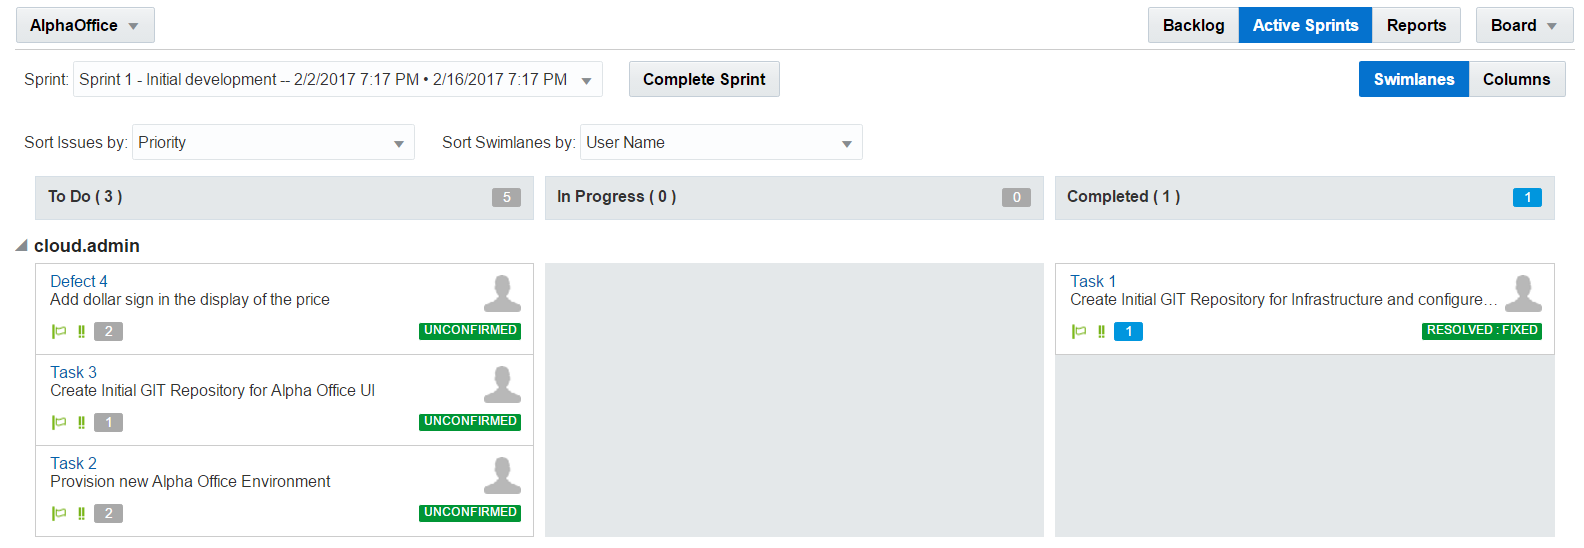 AlphaOffice
Backlog Active Sprints Reports Board
Sprint: Sprint 1 - Initial development -- 2/2/2017 7:17 PM • 2/16/2017 7:17 PM Complete Sprint Swimlanes Columns
Sort Issues by: Priority Sort Swimlanes by: User Name
To Do ( 3 ) 5 In Progress ( 0 ) 0 Completed ( 1 ) 1
cloud.admin
Defect 4
Add dollar sign in the display of the price
2 UNCONFIRMED
Task 3
Create Initial GIT Repository for Alpha Office UI
1 UNCONFIRMED
Task 2
Provision new Alpha Office Environment
2 UNCONFIRMED
Task 1
Create Initial GIT Repository for Infrastructure and configure…
1 RESOLVED : FIXED